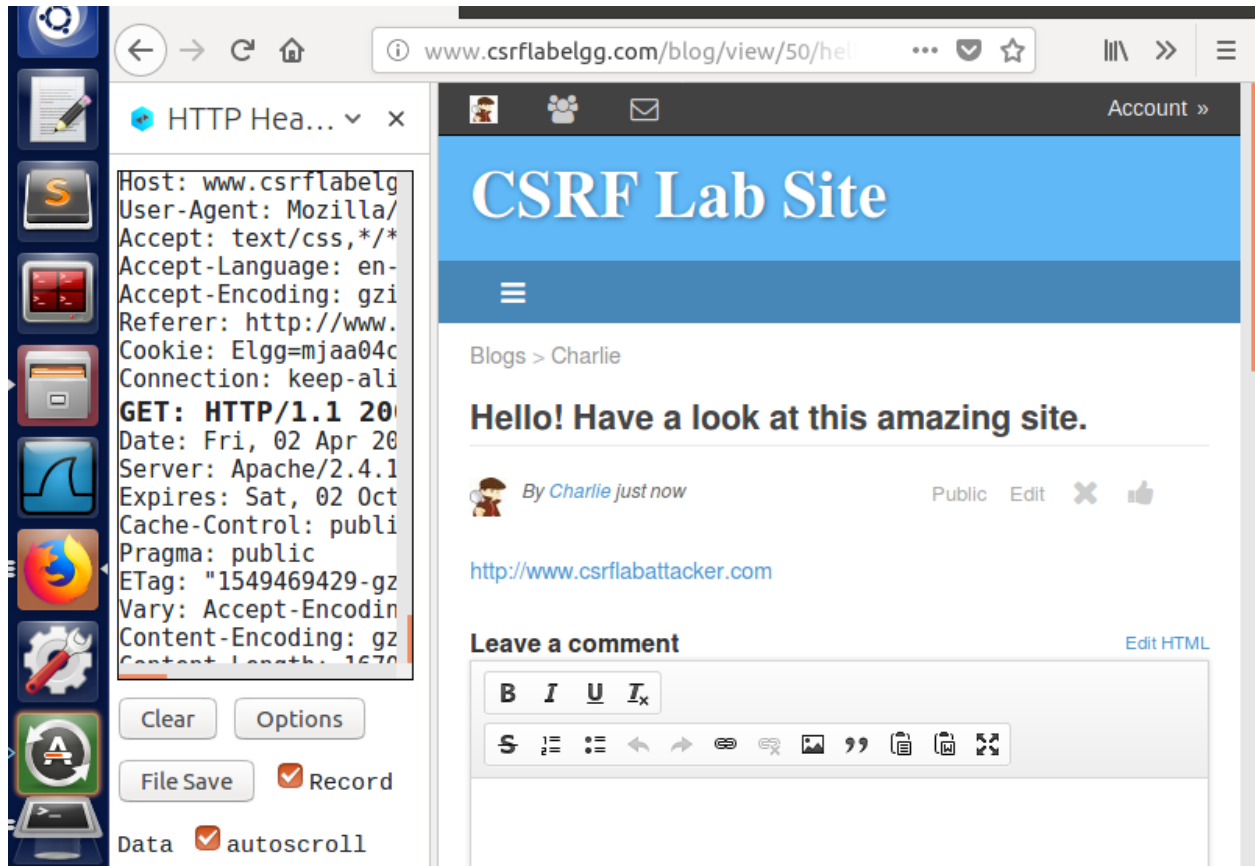 www.csrflabelgg.com/blog/view/50/hel
HTTP Hea...
Host: www.csrflabelg
User-Agent: Mozilla/
Accept: text/css,*/*
Accept-Language: en-
Accept-Encoding: gzi
Referer: http://www.
Cookie: Elgg=mjaa04c
Connection: keep-ali
GET: HTTP/1.1 200
Date: Fri, 02 Apr 20
Server: Apache/2.4.1
Expires: Sat, 02 Oct
Cache-Control: publi
Pragma: public
ETag: "1549469429-gz
Vary: Accept-Encodin
Content-Encoding: gz
Content-Length: 1670
Clear Options
File Save Record
Data autoscroll
Account »
CSRF Lab Site
Blogs > Charlie
Hello! Have a look at this amazing site.
By Charlie just now Public Edit
http://www.csrflabattacker.com
Leave a comment Edit HTML
B I U Tx
S